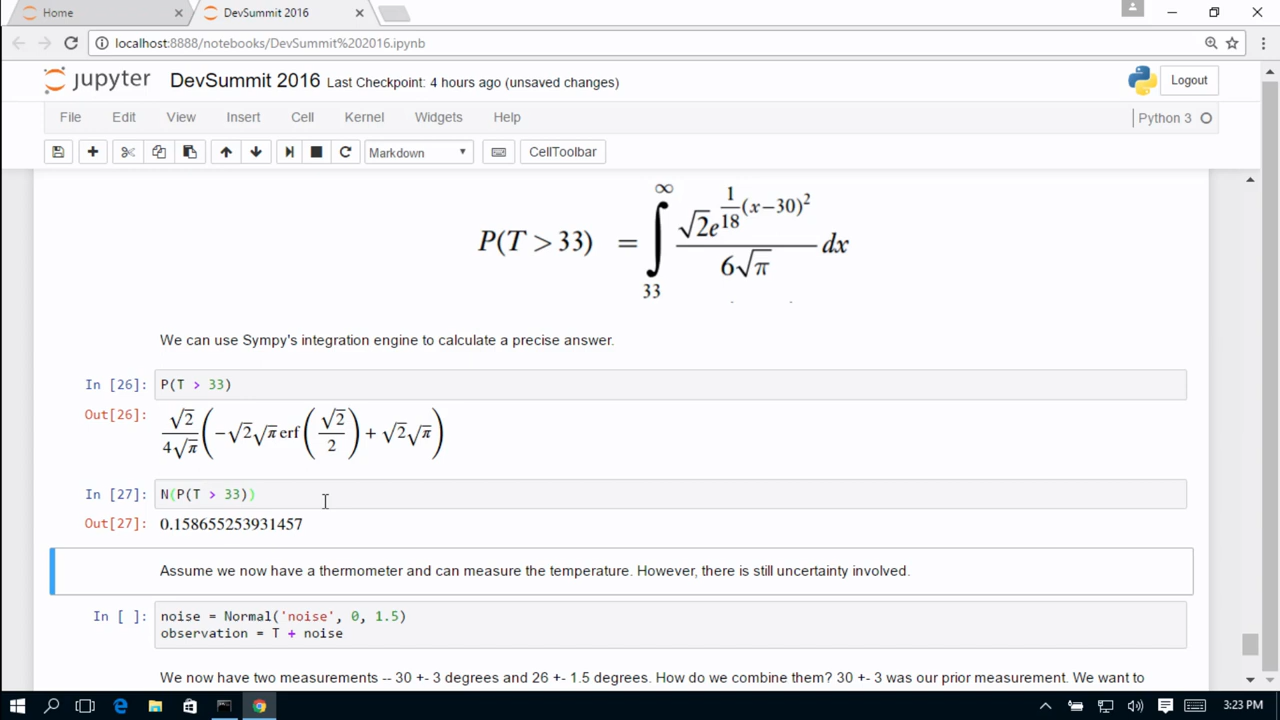 Home
DevSummit 2016
localhost:8888/notebooks/DevSummit%202016.ipynb
jupyter DevSummit 2016 Last Checkpoint: 4 hours ago (unsaved changes)
Logout
File Edit View Insert Cell Kernel Widgets Help
Python 3
Markdown
CellToolbar
P(T > 33) = ∫_{33}^{∞} \frac{√2 e^{\frac{1}{18}(x−30)^2}}{6√π} dx
We can use Sympy's integration engine to calculate a precise answer.
In [26]: P(T > 33)
Out[26]: \frac{√2}{4√π} (−√2√π erf(\frac{√2}{2}) + √2√π)
In [27]: N(P(T > 33))
Out[27]: 0.158655253931457
Assume we now have a thermometer and can measure the temperature. However, there is still uncertainty involved.
In [ ]: noise = Normal('noise', 0, 1.5)
observation = T + noise
We now have two measurements -- 30 +- 3 degrees and 26 +- 1.5 degrees. How do we combine them? 30 +- 3 was our prior measurement. We want to
3:23 PM